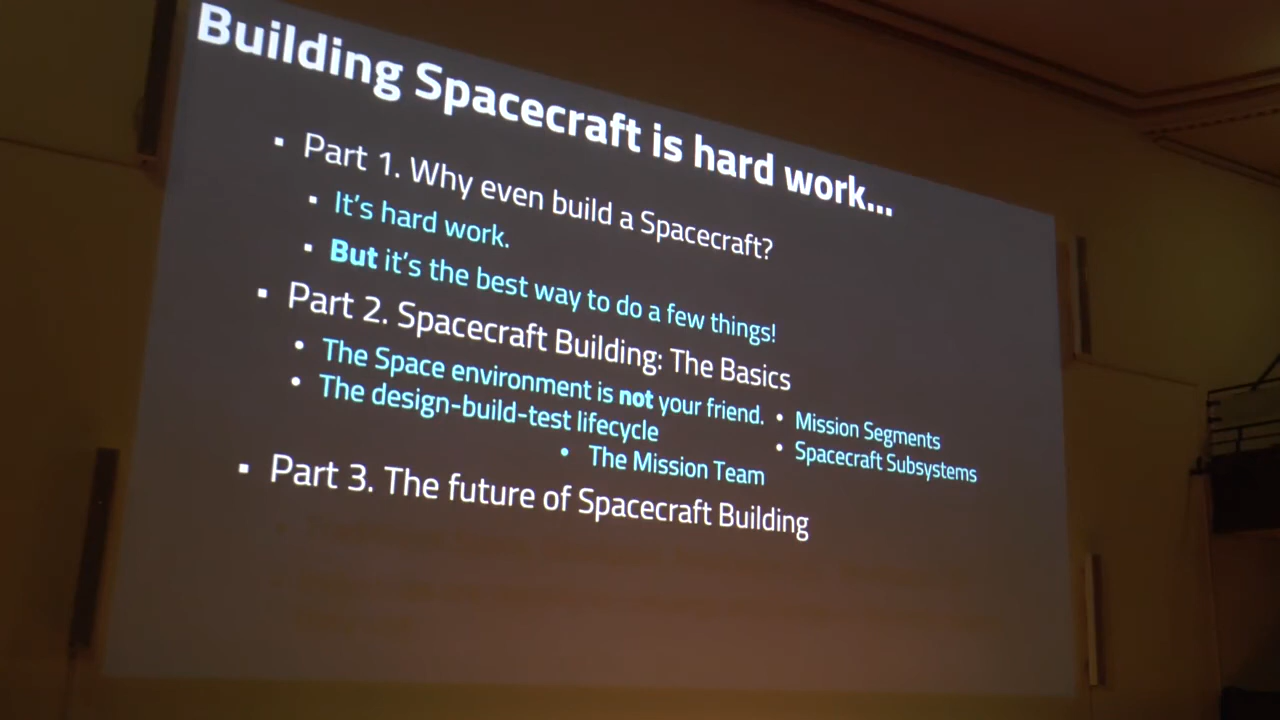 Building Spacecraft is hard work...
▪ Part 1. Why even build a Spacecraft?
▪ It's hard work.
▪ But it's the best way to do a few things!
▪ Part 2. Spacecraft Building: The Basics
• The Space environment is not your friend.
• The design-build-test lifecycle
• The Mission Team
• Mission Segments
• Spacecraft Subsystems
▪ Part 3. The future of Spacecraft Building